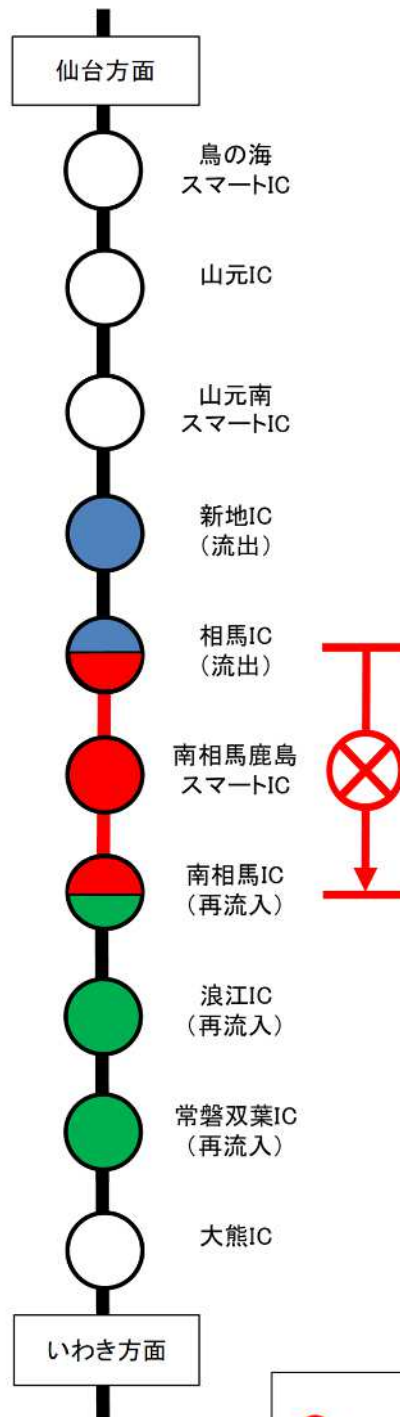 仙台方面
鳥の海
スマートIC
山元IC
山元南
スマートIC
新地IC
（流出）
相馬IC
（流出）
南相馬鹿島
スマートIC
南相馬IC
（再流入）
浪江IC
（再流入）
常磐双葉IC
（再流入）
大熊IC
いわき方面